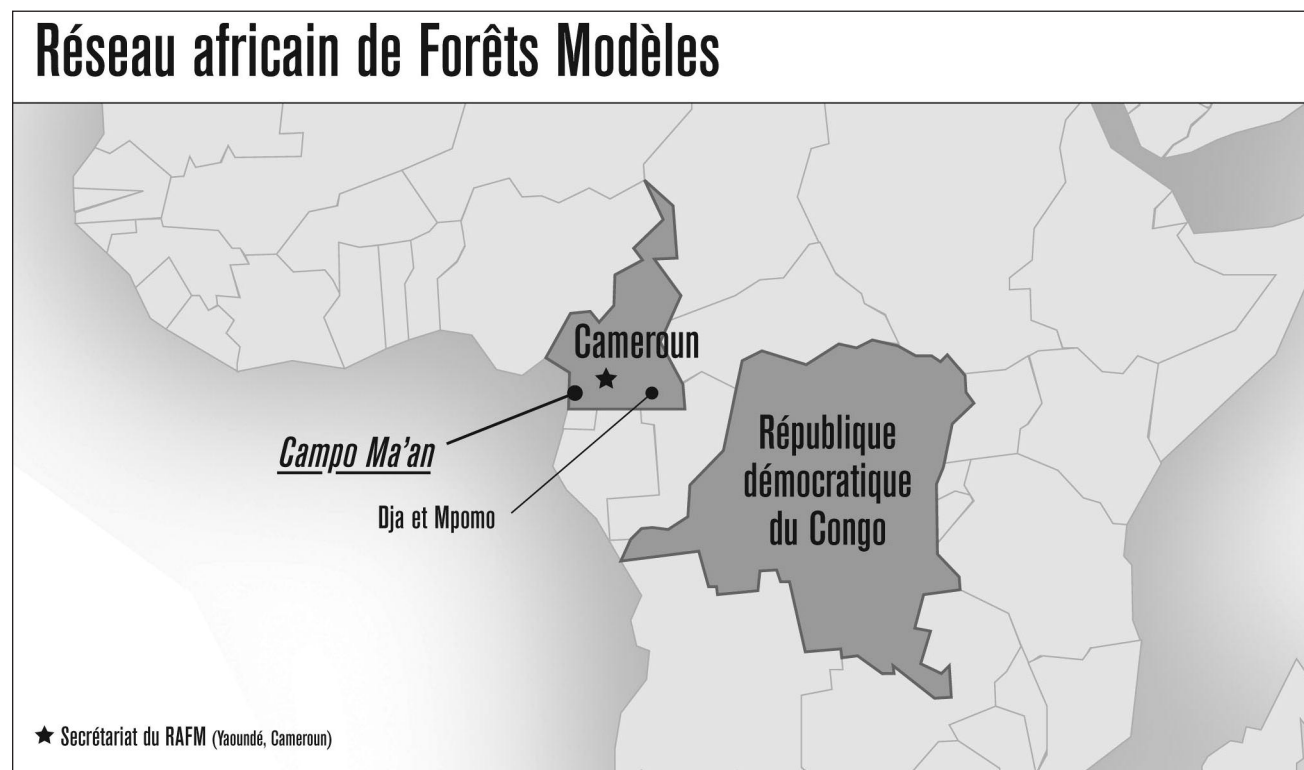 Réseau africain de Forêts Modèles
Cameroun
Campo Ma'an
Dja et Mpomo
République
démocratique
du Congo
★ Secrétariat du RAFM (Yaoundé, Cameroun)